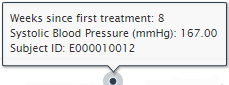 Weeks since first treatment: 8
Systolic Blood Pressure (mmHg): 167.00
Subject ID: E000010012